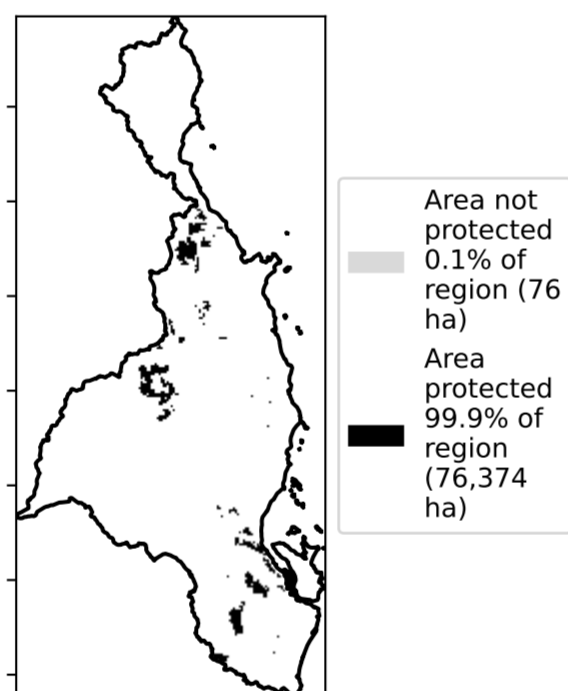 Area not
protected
0.1% of
region (76
ha)
Area
protected
99.9% of
region
(76,374
ha)